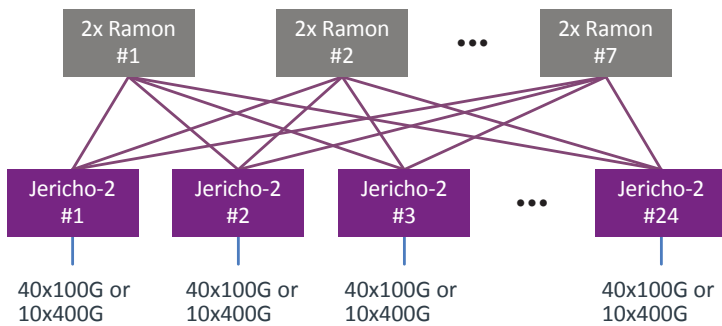 2x Ramon
#1
2x Ramon
#2
•••
2x Ramon
#7
Jericho-2
#1
Jericho-2
#2
Jericho-2
#3
•••
Jericho-2
#24
40x100G or
10x400G
40x100G or
10x400G
40x100G or
10x400G
40x100G or
10x400G